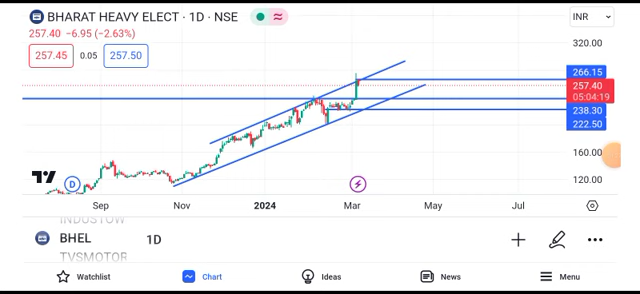 BHARAT HEAVY ELECT · 1D · NSE
INR
257.40 −6.95 (−2.63%)
257.45 0.05 257.50
320.00
266.15
257.40
05:04:19
238.30
222.50
160.00
120.00
D
Sep Nov 2024 Mar May Jul
INDUSTOW
BHEL 1D
TVSMOTOR
Watchlist Chart Ideas News Menu